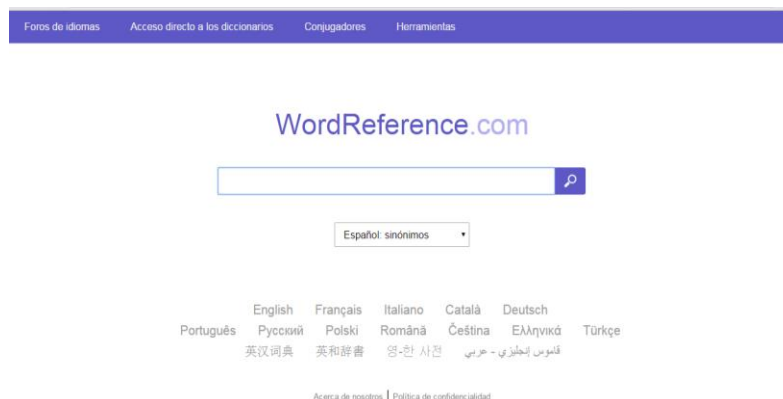 Foros de idiomas Acceso directo a los diccionarios Conjugadores Herramientas
WordReference.com
Español: sinónimos
English Français Italiano Català Deutsch
Português Русский Polski Română Čeština Ελληνικά Türkçe
英汉词典 英和辞書 영-한 사전 قاموس إنجليزي - عربي
Acerca de nosotros | Política de confidencialidad